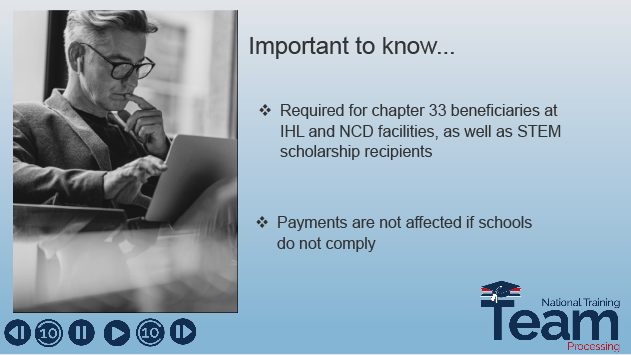 Important to know...
❖ Required for chapter 33 beneficiaries at
IHL and NCD facilities, as well as STEM
scholarship recipients
❖ Payments are not affected if schools
do not comply
10
10
National Training
Team
Processing